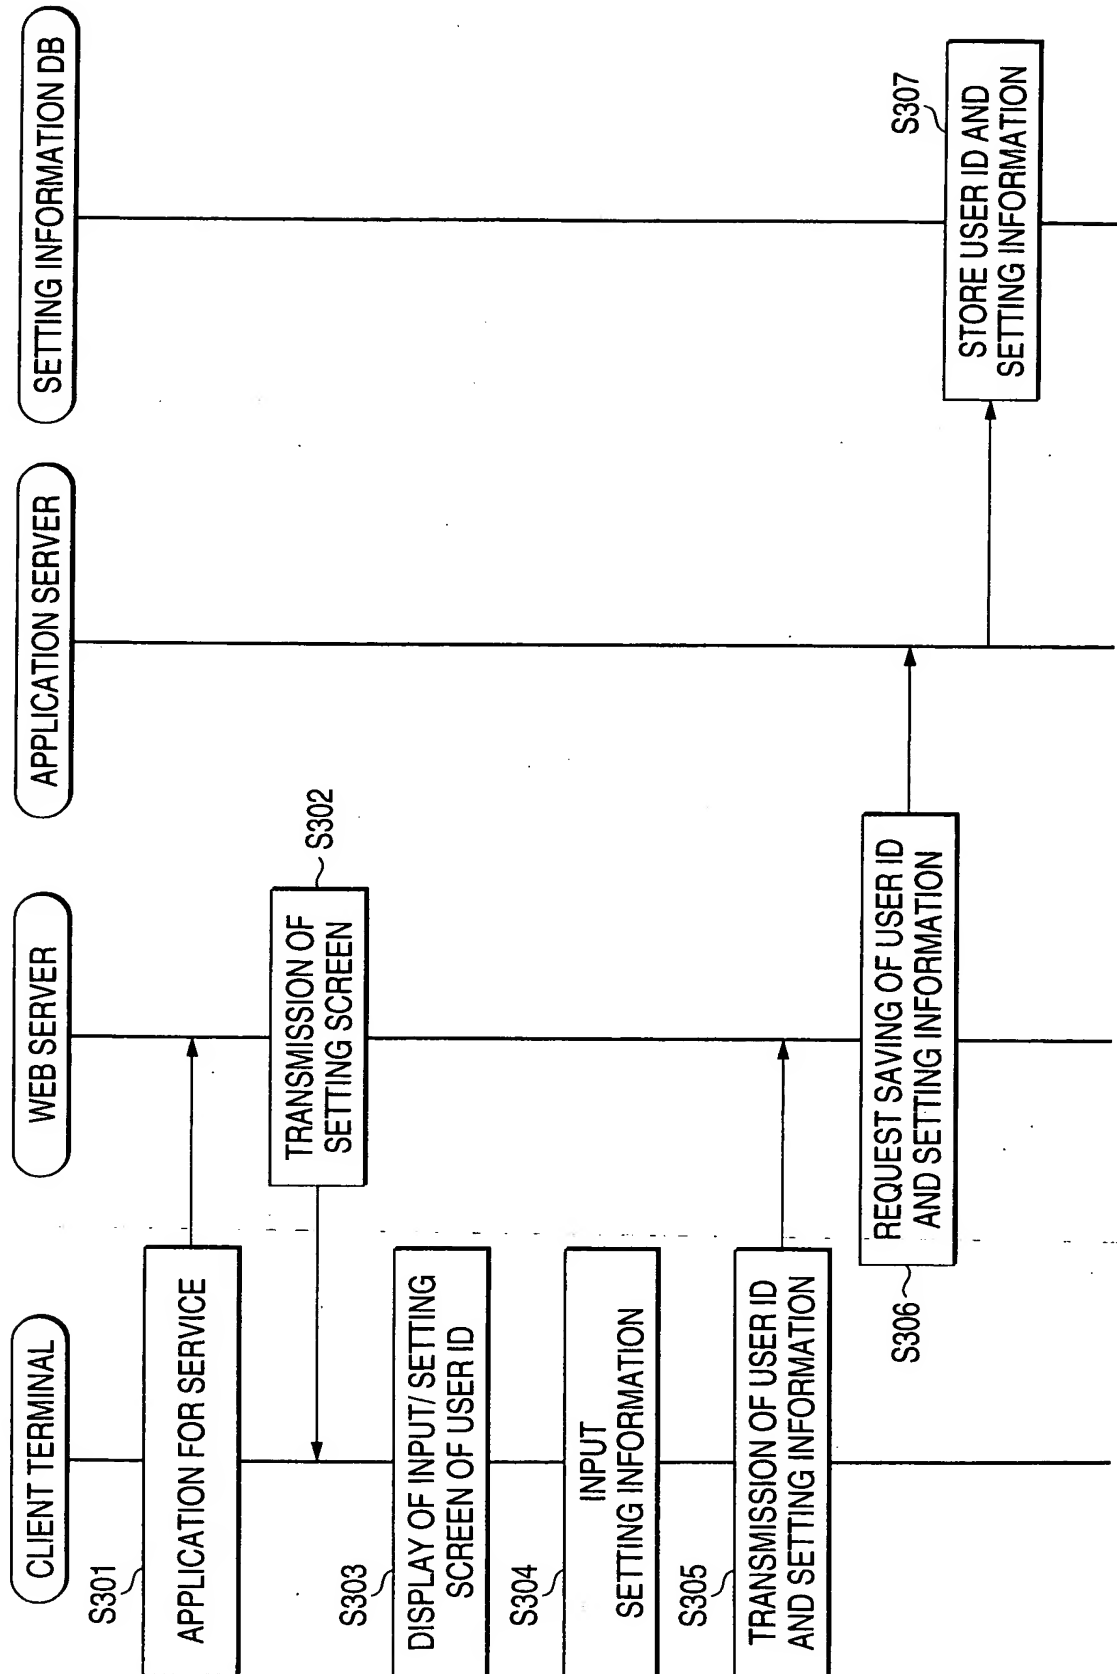 CLIENT TERMINAL
WEB SERVER
APPLICATION SERVER
SETTING INFORMATION DB
S301
APPLICATION FOR SERVICE
S302
TRANSMISSION OF
SETTING SCREEN
S303
DISPLAY OF INPUT/ SETTING
SCREEN OF USER ID
S304
INPUT
SETTING INFORMATION
S305
TRANSMISSION OF USER ID
AND SETTING INFORMATION
S306
REQUEST SAVING OF USER ID
AND SETTING INFORMATION
S307
STORE USER ID AND
SETTING INFORMATION